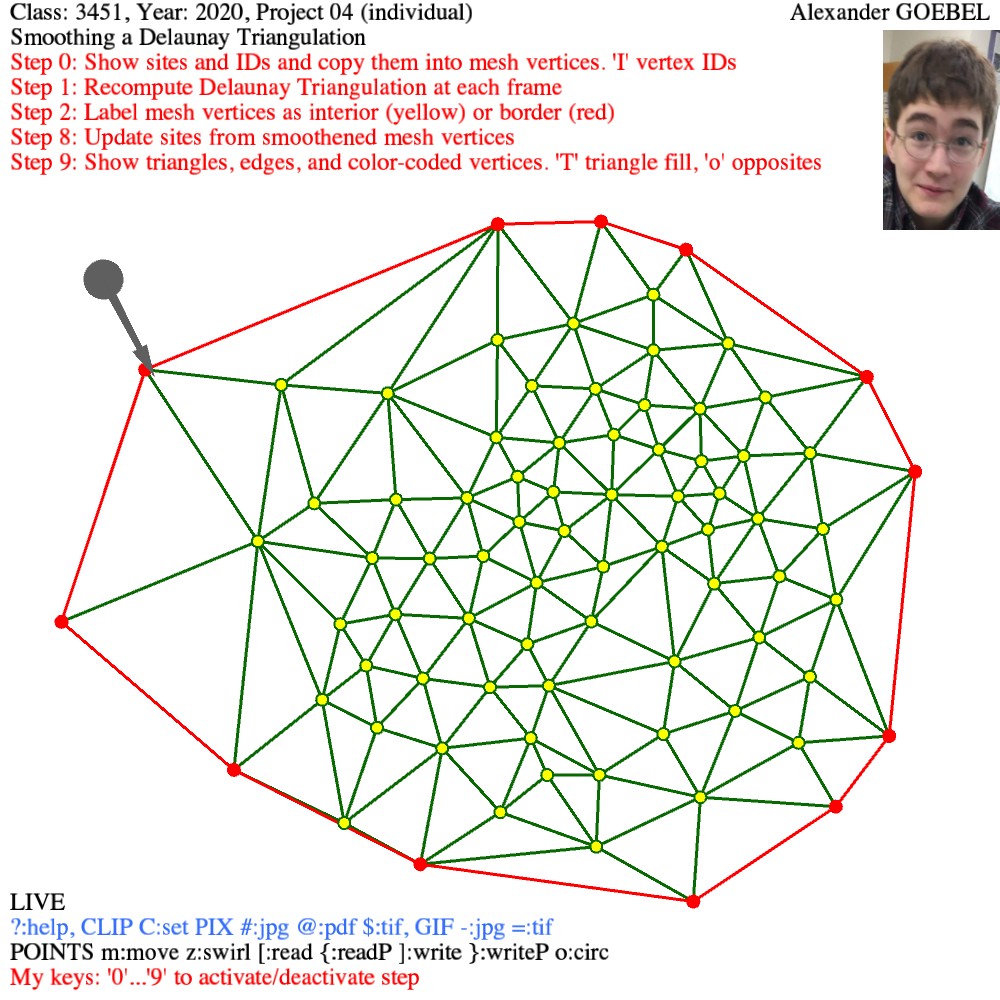 Class: 3451, Year: 2020, Project 04 (individual) Alexander GOEBEL
Smoothing a Delaunay Triangulation
Step 0: Show sites and IDs and copy them into mesh vertices. 'I' vertex IDs
Step 1: Recompute Delaunay Triangulation at each frame
Step 2: Label mesh vertices as interior (yellow) or border (red)
Step 8: Update sites from smoothened mesh vertices
Step 9: Show triangles, edges, and color-coded vertices. 'T' triangle fill, 'o' opposites
LIVE
?:help, CLIP C:set PIX #:jpg @:pdf $:tif, GIF -:jpg =:tif
POINTS m:move z:swirl [:read {:readP ]:write }:writeP o:circ
My keys: '0'...'9' to activate/deactivate step